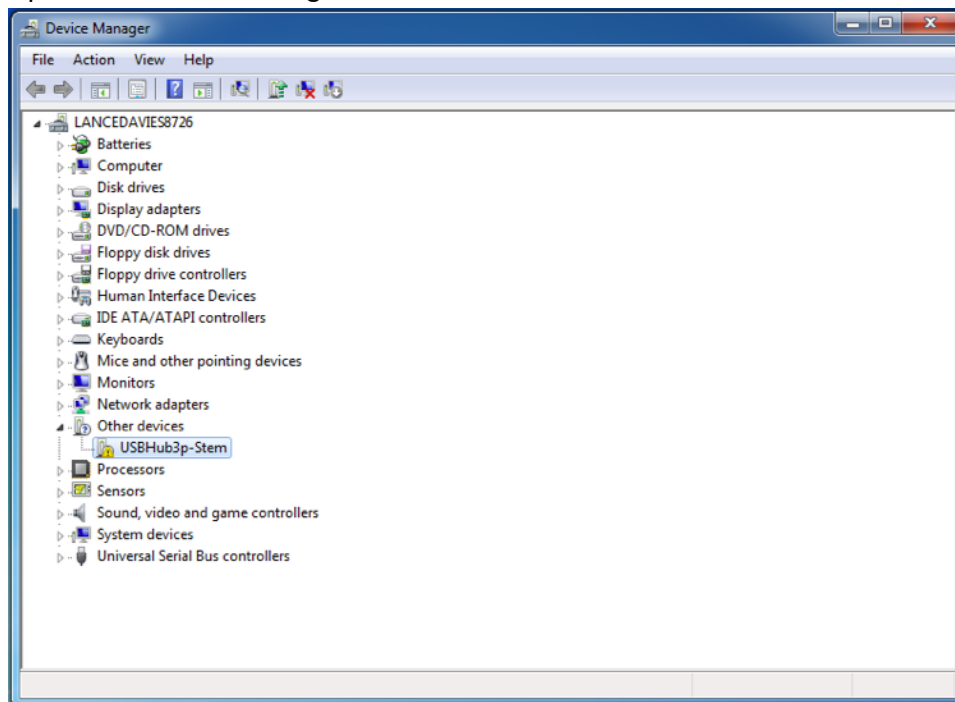 Device Manager
File Action View Help
LANCEDAVIES8726
Batteries
Computer
Disk drives
Display adapters
DVD/CD-ROM drives
Floppy disk drives
Floppy drive controllers
Human Interface Devices
IDE ATA/ATAPI controllers
Keyboards
Mice and other pointing devices
Monitors
Network adapters
Other devices
USBHub3p-Stem
Processors
Sensors
Sound, video and game controllers
System devices
Universal Serial Bus controllers